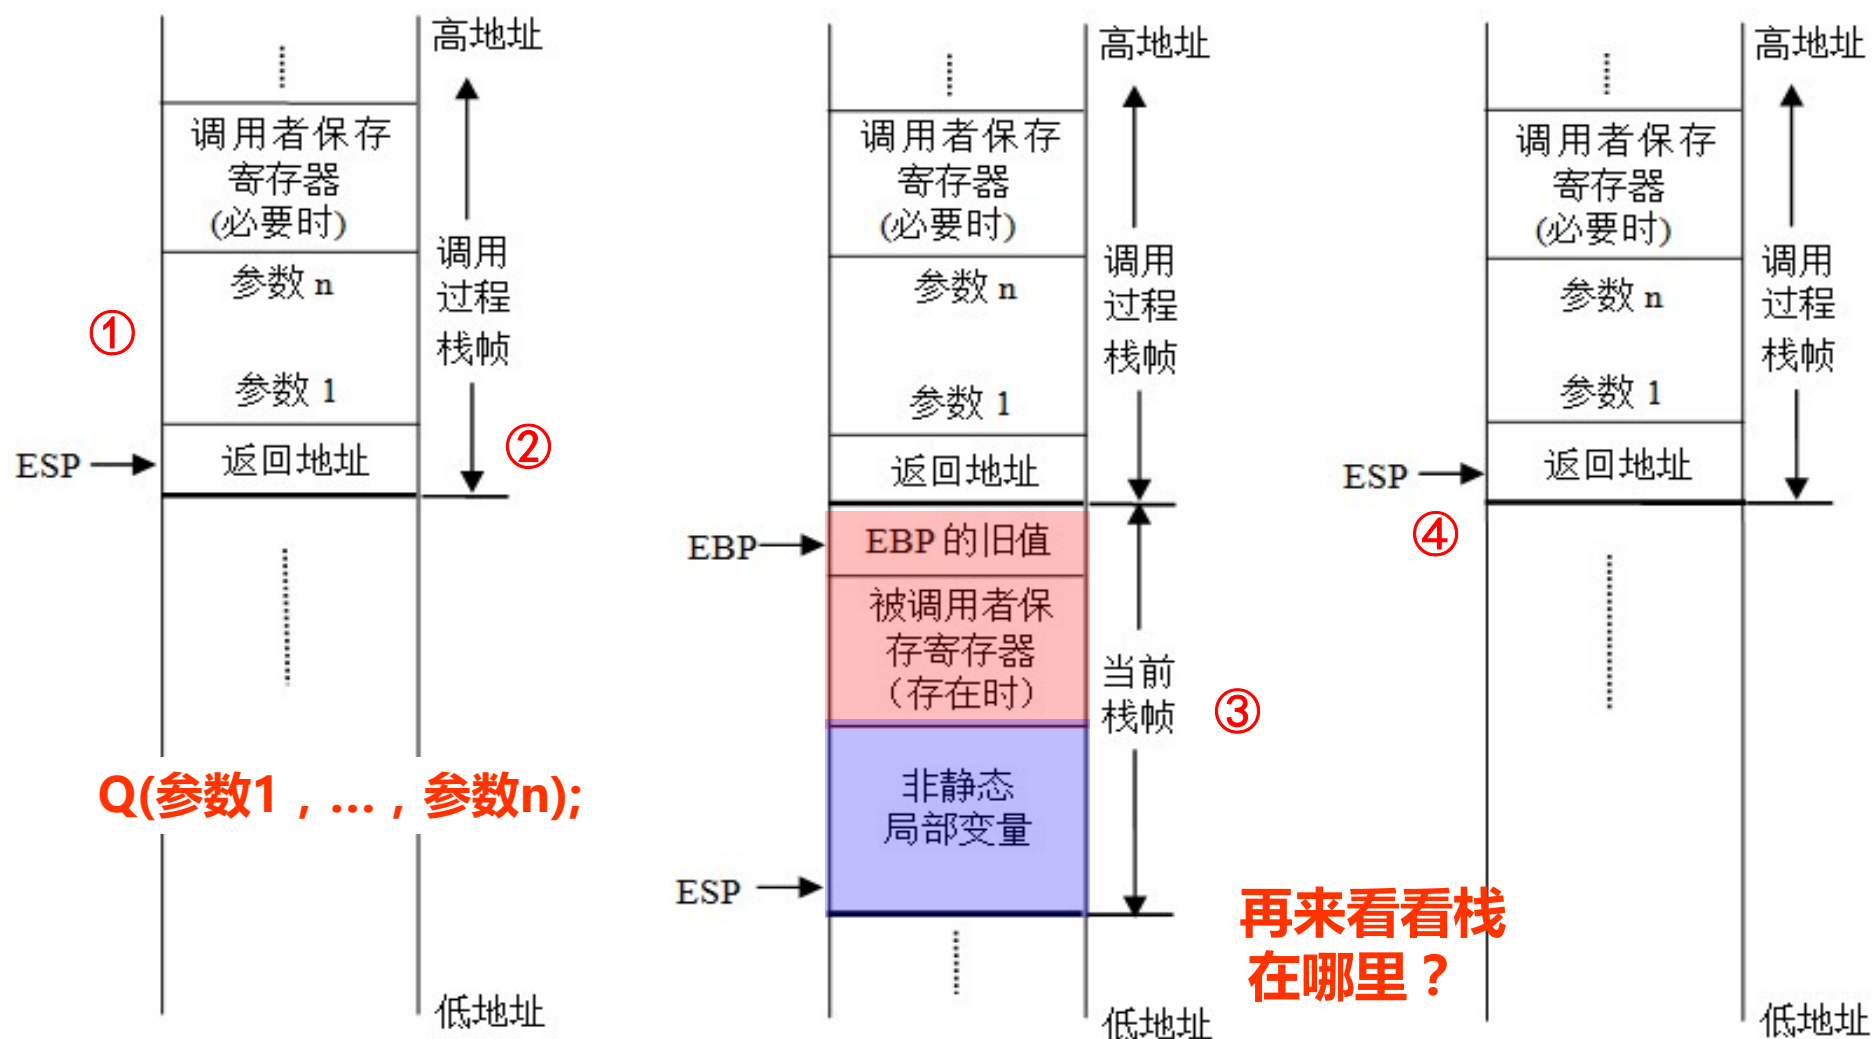 高地址
调用者保存
寄存器
(必要时)
参数 n
参数 1
返回地址
ESP
调用
过程
栈帧
①
②
Q(参数1，…，参数n);
低地址
高地址
调用者保存
寄存器
(必要时)
参数 n
参数 1
返回地址
调用
过程
栈帧
EBP
EBP 的旧值
被调用者保
存寄存器
（存在时）
非静态
局部变量
ESP
当前
栈帧
③
低地址
高地址
调用者保存
寄存器
(必要时)
参数 n
参数 1
返回地址
ESP
调用
过程
栈帧
④
再来看看栈
在哪里？
低地址